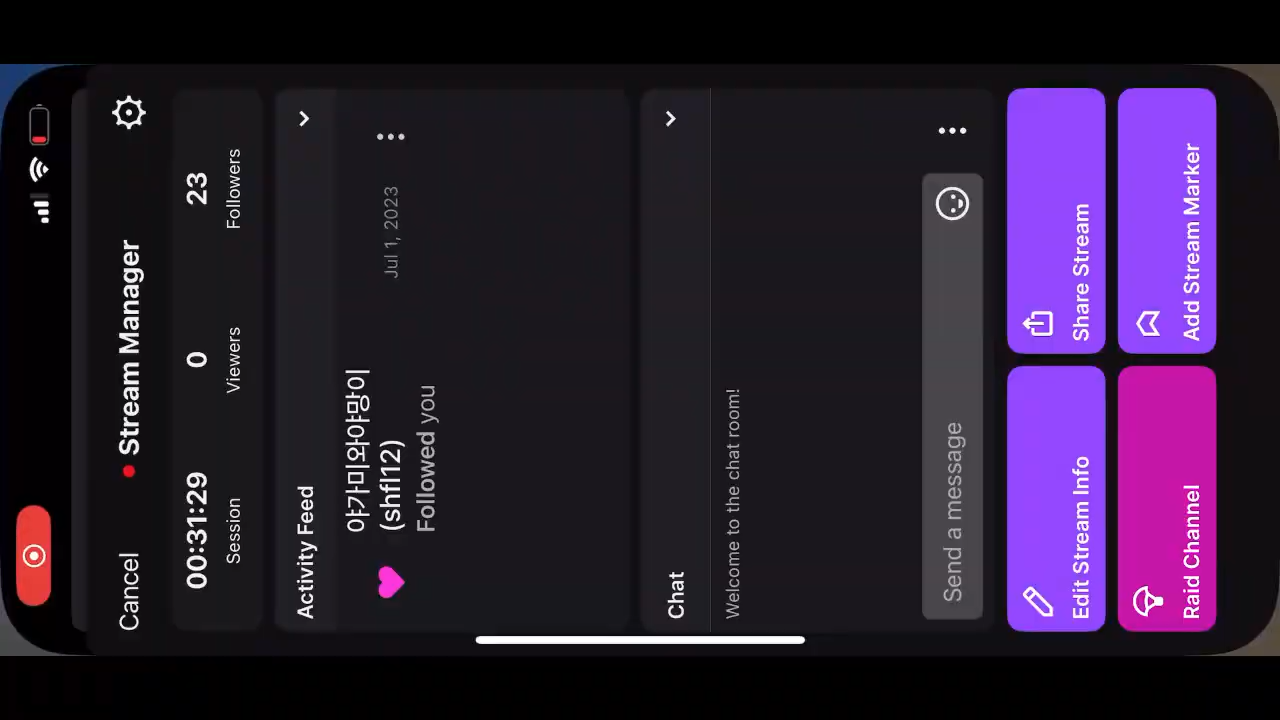 Cancel
Stream Manager
00:31:29
Session
0
Viewers
23
Followers
Activity Feed
야가미와야망이
(shfl12)
Followed you
Jul 1, 2023
Chat
Welcome to the chat room!
Send a message
Edit Stream Info
Share Stream
Raid Channel
Add Stream Marker